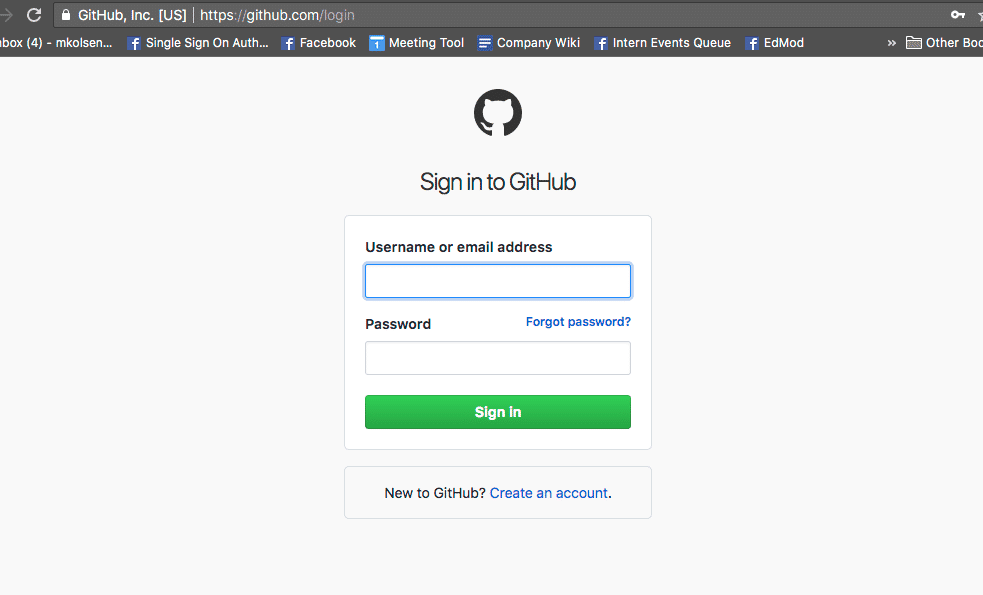 GitHub, Inc. [US] | https://github.com/login
nbox (4) - mkolsen... Single Sign On Auth... Facebook Meeting Tool Company Wiki Intern Events Queue EdMod » Other Boo
Sign in to GitHub
Username or email address
Password Forgot password?
Sign in
New to GitHub? Create an account.